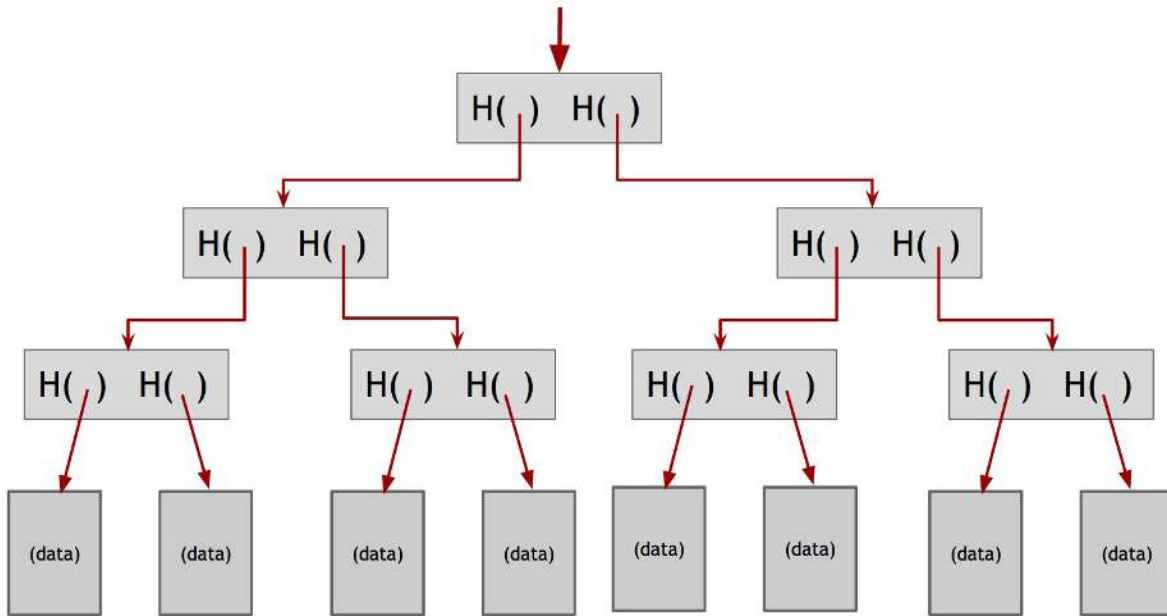 H( ) H( )
H( ) H( ) H( ) H( )
H( ) H( ) H( ) H( ) H( ) H( ) H( ) H( )
(data) (data) (data) (data) (data) (data) (data) (data)